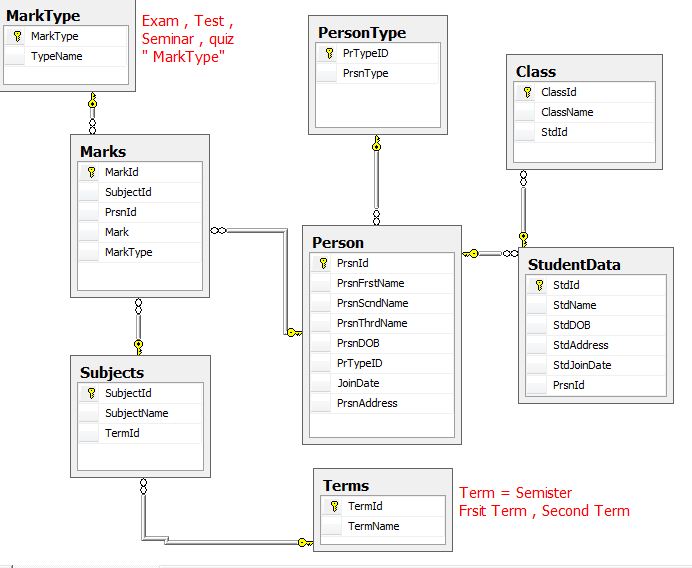 MarkType
MarkType
TypeName
Exam , Test ,
Seminar , quiz
" MarkType"
PersonType
PrTypeID
PrsnType
Class
ClassId
ClassName
StdId
Marks
MarkId
SubjectId
PrsnId
Mark
MarkType
Person
PrsnId
PrsnFrstName
PrsnScndName
PrsnThrdName
PrsnDOB
PrTypeID
JoinDate
PrsnAddress
StudentData
StdId
StdName
StdDOB
StdAddress
StdJoinDate
PrsnId
Subjects
SubjectId
SubjectName
TermId
Terms
TermId
TermName
Term = Semister
Frsit Term , Second Term